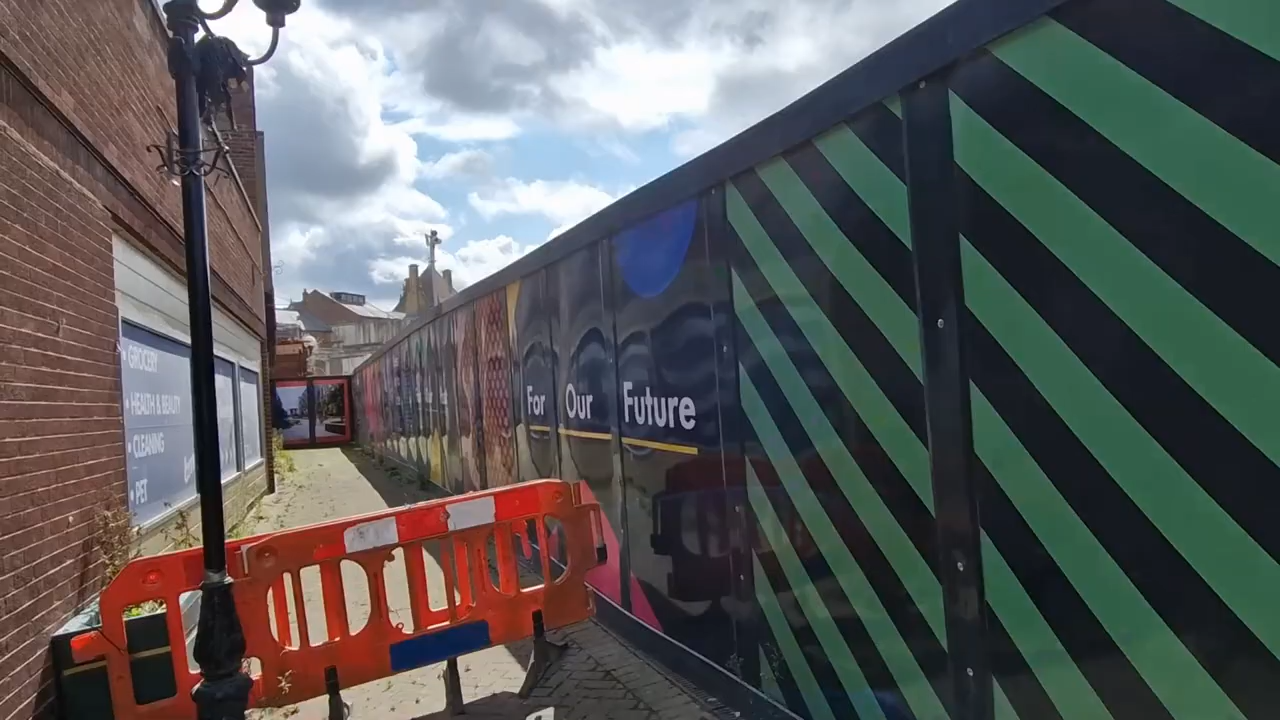 • GROCERY
• HEALTH & BEAUTY
• CLEANING
• PET
For Our Future